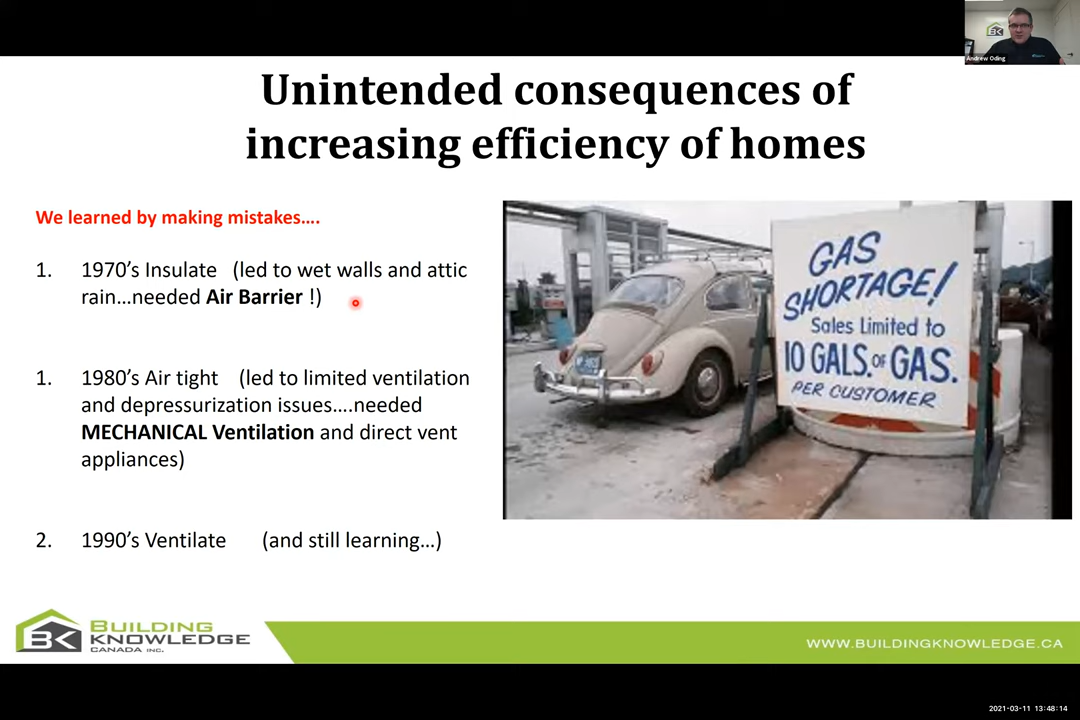 Andrew Oding
Unintended consequences of
increasing efficiency of homes
We learned by making mistakes….
1. 1970’s Insulate (led to wet walls and attic
rain…needed Air Barrier !)
1. 1980’s Air tight (led to limited ventilation
and depressurization issues….needed
MECHANICAL Ventilation and direct vent
appliances)
2. 1990’s Ventilate (and still learning…)
GAS
SHORTAGE!
Sales Limited to
10 GALS. OF GAS.
PER CUSTOMER
BK
BUILDING
KNOWLEDGE
CANADA INC.
WWW.BUILDINGKNOWLEDGE.CA
2021-03-11 13:48:14